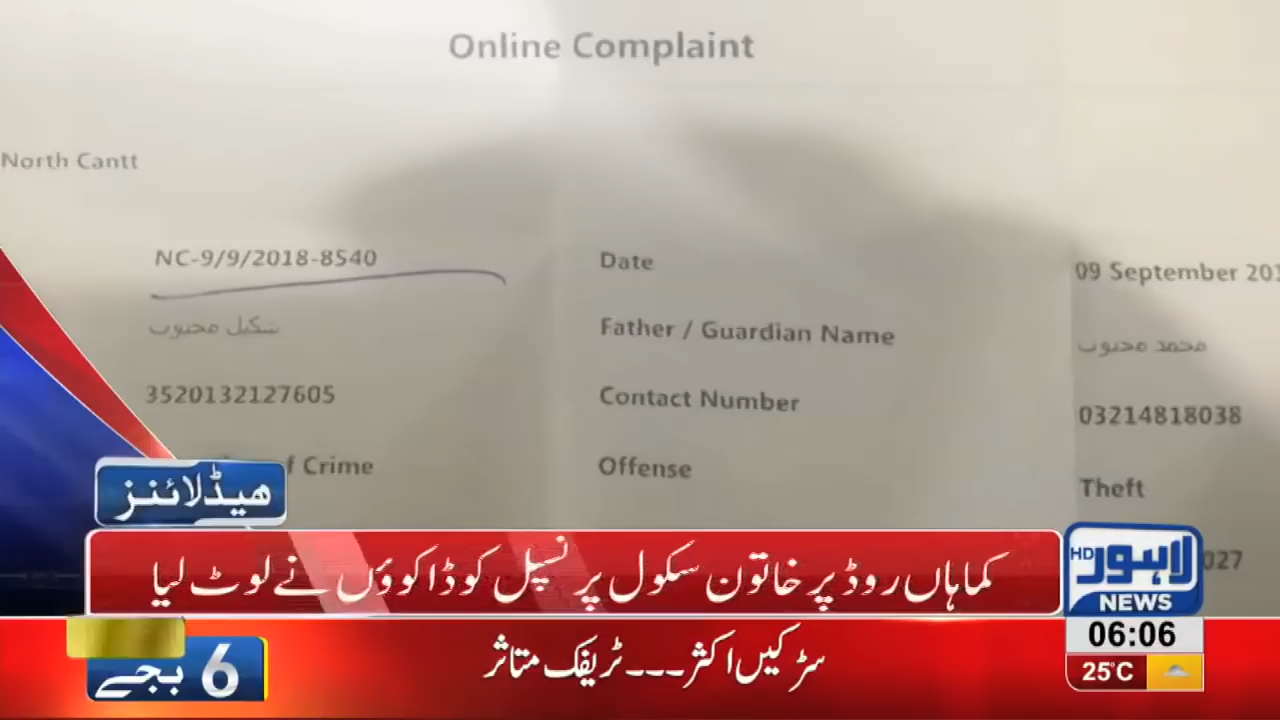 Online Complaint
North Cantt
NC-9/9/2018-8540
Date
09 September 201
شکیل محبوب
Father / Guardian Name
محمد محبوب
3520132127605
Contact Number
03214818038
of Crime
Offense
Theft
027
ہیڈلائنز
کماہاں روڈ پر خاتون سکول پرنسپل کو ڈاکوؤں نے لوٹ لیا
لاہور HD
NEWS
06:06
25°C
6 بجے
سڑکیں اکثر۔۔۔ٹریفک متاثر